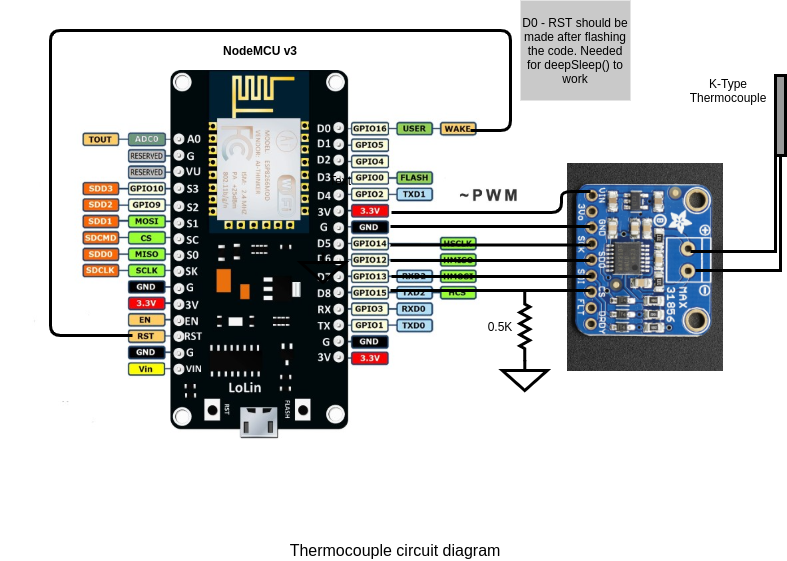 D0 - RST should be
made after flashing
the code. Needed
for deepSleep() to
work
NodeMCU v3
K-Type
Thermocouple
TOUT ADC0 A0
RESERVED G
RESERVED VU
SDD3 GPIO10 S3
SDD2 GPIO9 S2
SDD1 MOSI S1
SDCMD CS SC
SDD0 MISO S0
SDCLK SCLK SK
GND G
3.3V 3V
EN EN
RST RST
GND G
Vin VIN
D0 GPIO16 USER WAKE
D1 GPIO5
D2 GPIO4
D3 GPIO0 FLASH
D4 GPIO2 TXD1
3V 3.3V
G GND
D5 GPIO14 HSCLK
GPIO12 HMISO
GPIO13 RXD2 HMOSI
D8 GPIO15 TXD2 HCS
RX GPIO3 RXD0
TX GPIO1 TXD0
G GND
3V 3.3V
~PWM
LoLin
RST
FLASH
0.5K
VIN
3Vo
GND
SCK
SDO
SDI
CS
FLT
DRDY
MAX
31856
Thermocouple circuit diagram